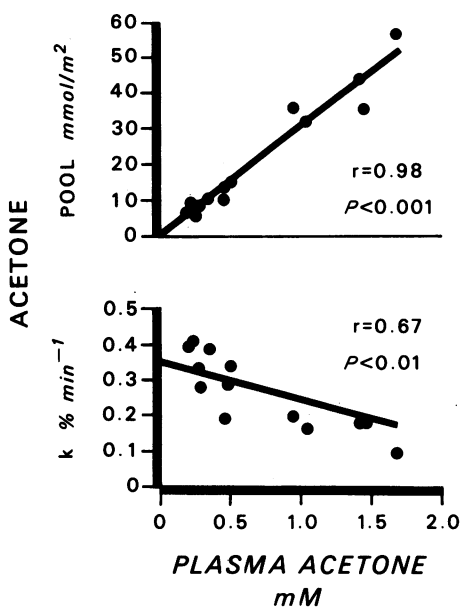 ACETONE
POOL mmol/m²
60
50
40
30
20
10
0
r=0.98
P<0.001
k % min⁻¹
0.5
0.4
0.3
0.2
0.1
0
r=0.67
P<0.01
0 0.5 1.0 1.5 2.0
PLASMA ACETONE
mM